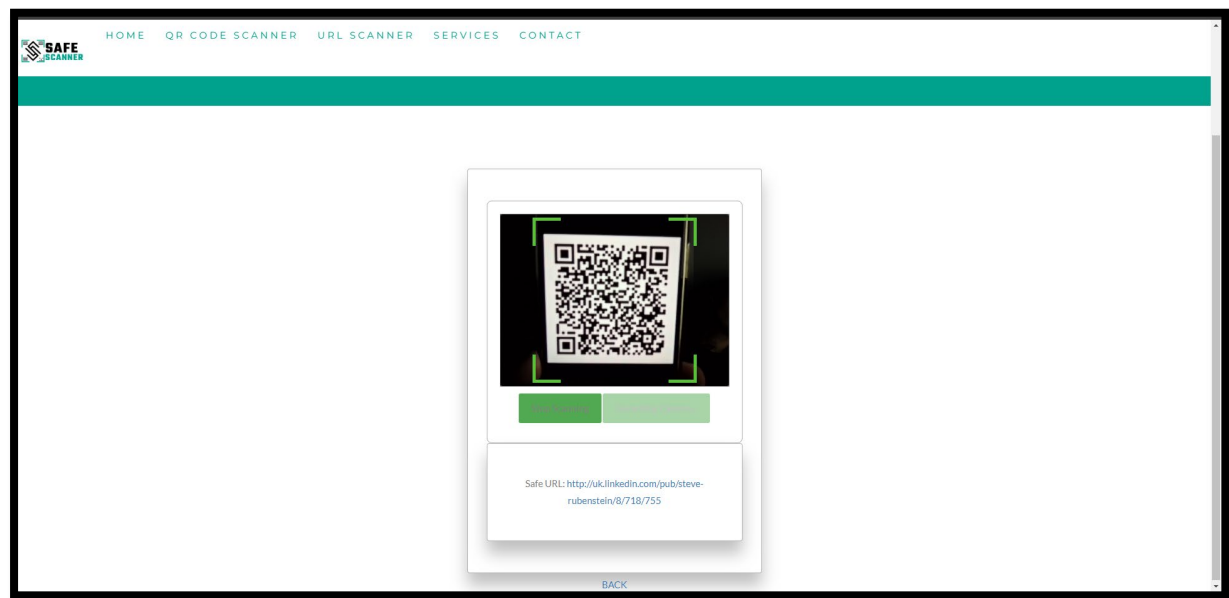 SAFE
SCANNER
HOME QR CODE SCANNER URL SCANNER SERVICES CONTACT
Safe URL: http://uk.linkedin.com/pub/steve-
rubenstein/8/718/755
BACK